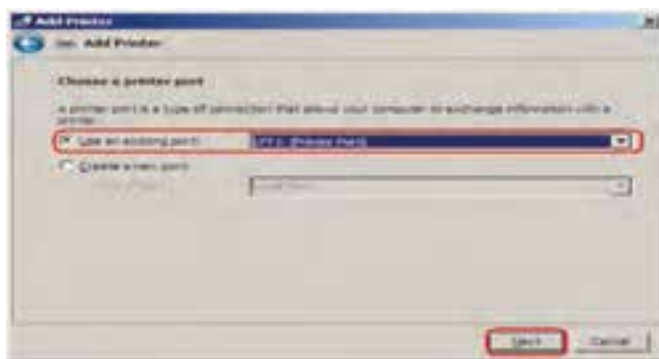 Add Printer
Add Printer
Choose a printer port
A printer port is a type of connection that allows your computer to exchange information with a
printer.
Use an existing port: LPT1: (Printer Port)
Create a new port:
Next
Cancel